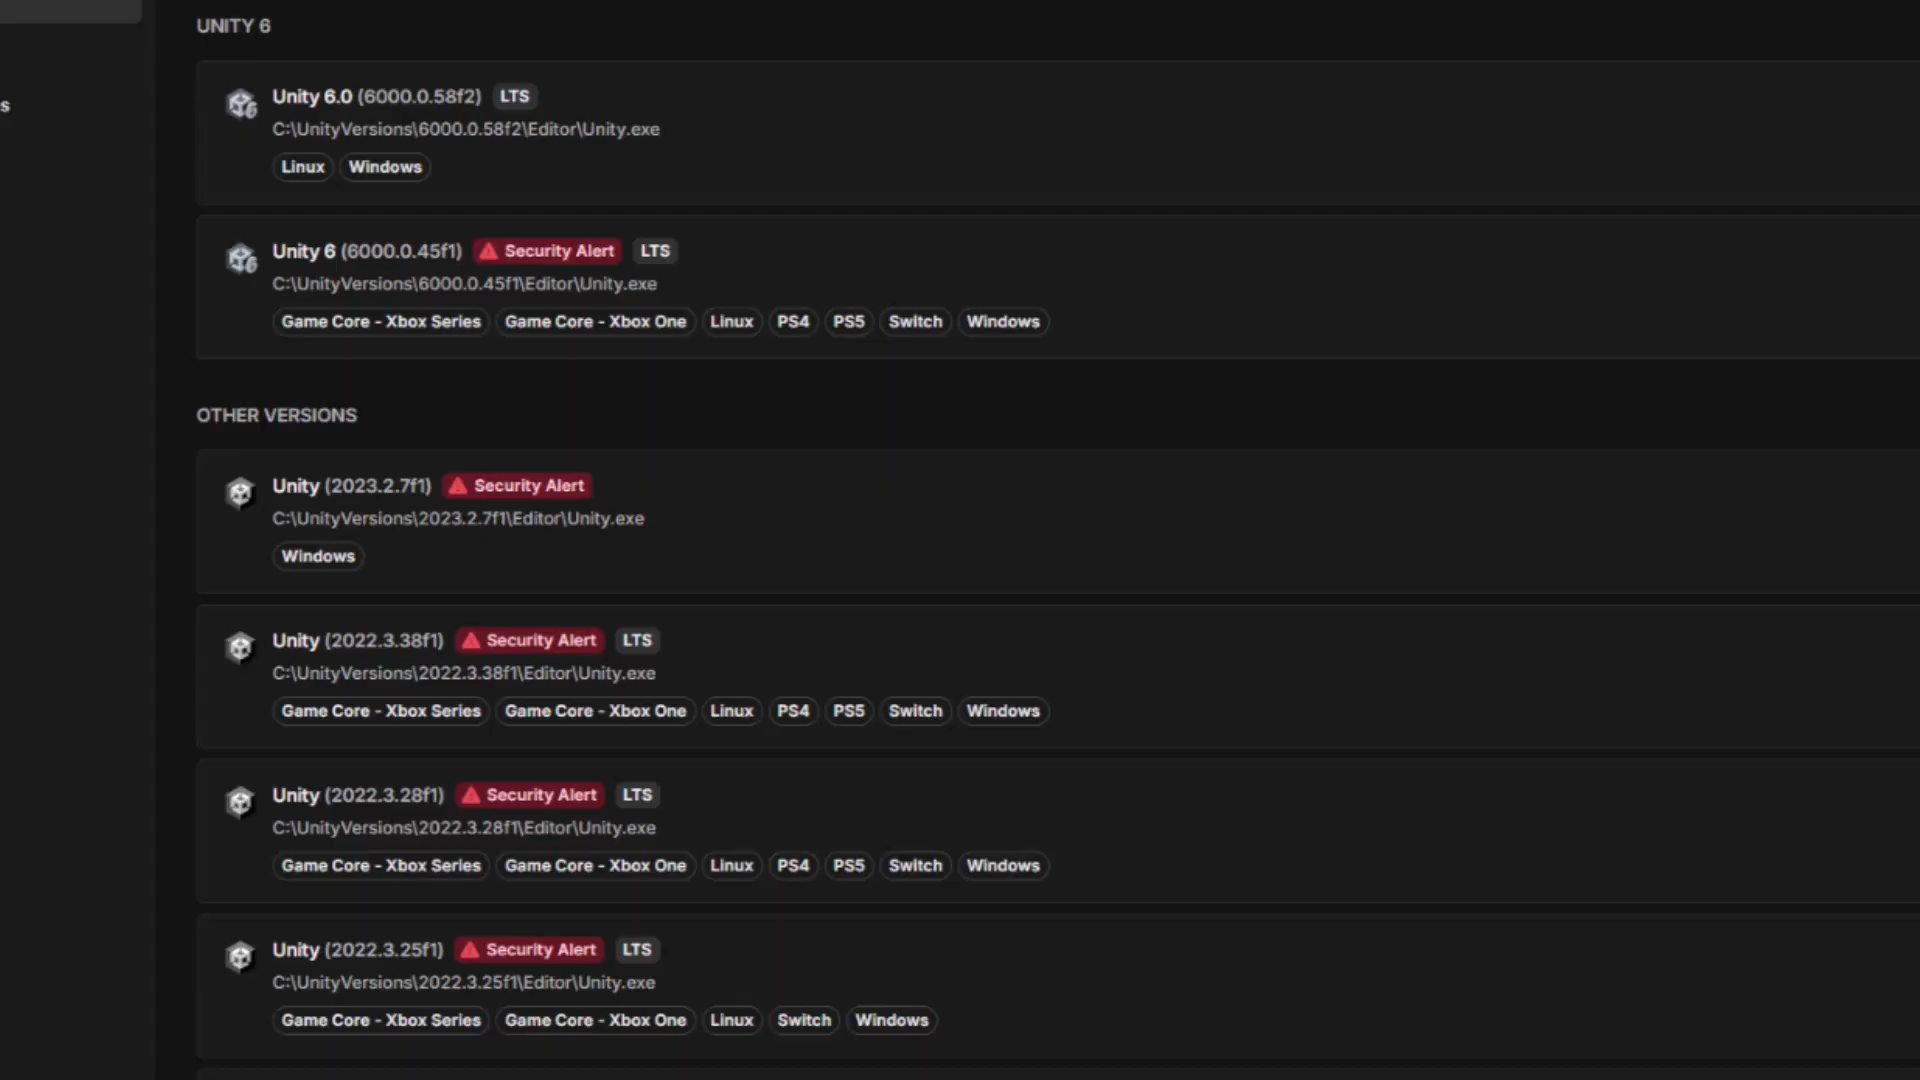 UNITY 6
s
Unity 6.0 (6000.0.58f2) LTS
C:\UnityVersions\6000.0.58f2\Editor\Unity.exe
Linux Windows
Unity 6 (6000.0.45f1) Security Alert LTS
C:\UnityVersions\6000.0.45f1\Editor\Unity.exe
Game Core - Xbox Series Game Core - Xbox One Linux PS4 PS5 Switch Windows
OTHER VERSIONS
Unity (2023.2.7f1) Security Alert
C:\UnityVersions\2023.2.7f1\Editor\Unity.exe
Windows
Unity (2022.3.38f1) Security Alert LTS
C:\UnityVersions\2022.3.38f1\Editor\Unity.exe
Game Core - Xbox Series Game Core - Xbox One Linux PS4 PS5 Switch Windows
Unity (2022.3.28f1) Security Alert LTS
C:\UnityVersions\2022.3.28f1\Editor\Unity.exe
Game Core - Xbox Series Game Core - Xbox One Linux PS4 PS5 Switch Windows
Unity (2022.3.25f1) Security Alert LTS
C:\UnityVersions\2022.3.25f1\Editor\Unity.exe
Game Core - Xbox Series Game Core - Xbox One Linux Switch Windows